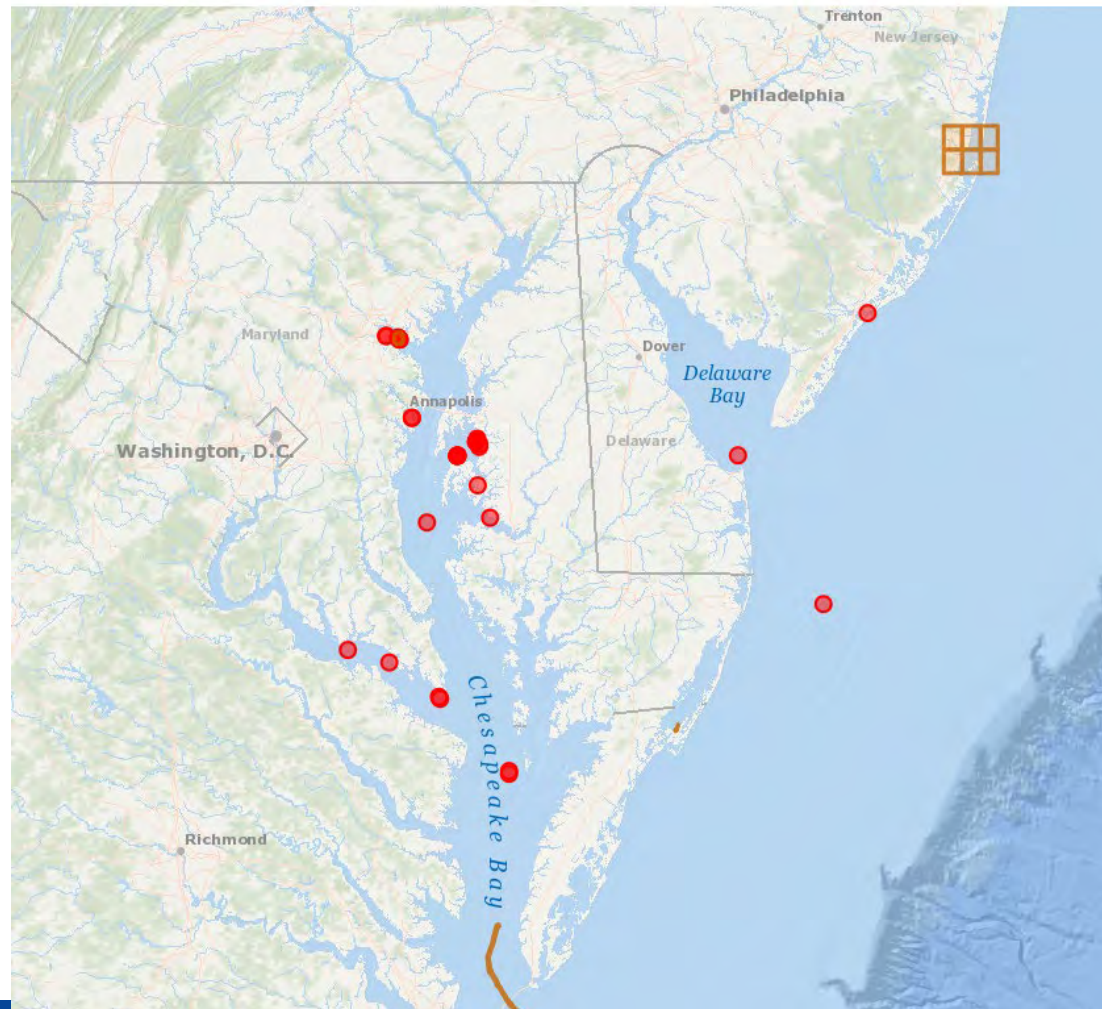 Trenton
New Jersey
Philadelphia
Maryland
Dover
Delaware
Bay
Annapolis
Delaware
Washington, D.C.
Chesapeake Bay
Richmond